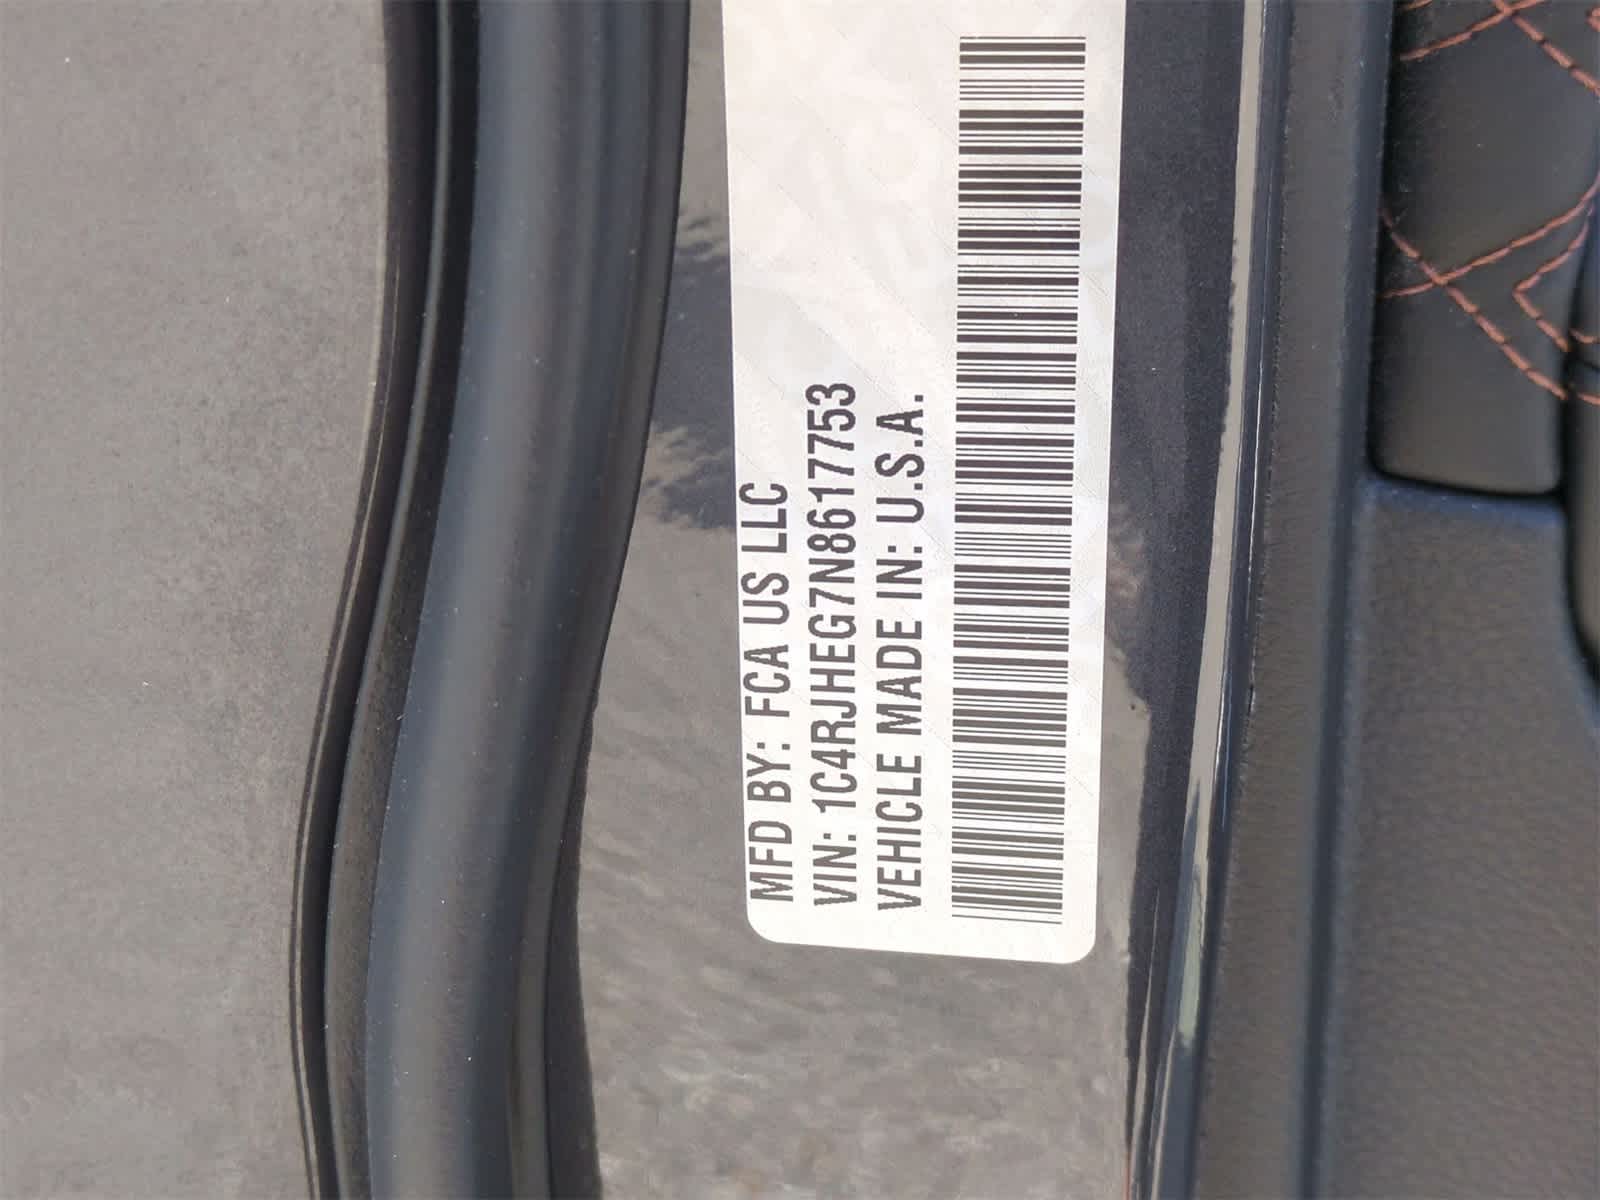 MFD BY: FCA US LLC
VIN: 1C4RJHEG7N8617753
VEHICLE MADE IN: U.S.A.